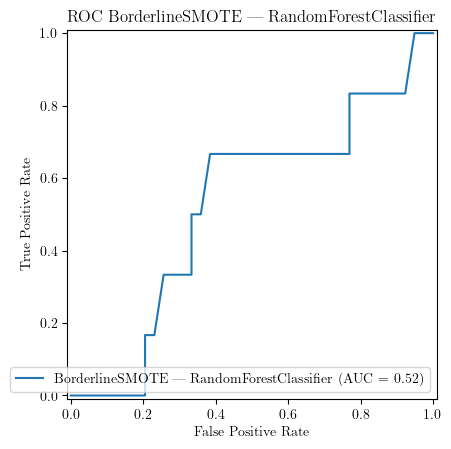 ROC BorderlineSMOTE — RandomForestClassifier
1.0
0.8
0.6
0.4
0.2
0.0
True Positive Rate
BorderlineSMOTE — RandomForestClassifier (AUC = 0.52)
0.0 0.2 0.4 0.6 0.8 1.0
False Positive Rate